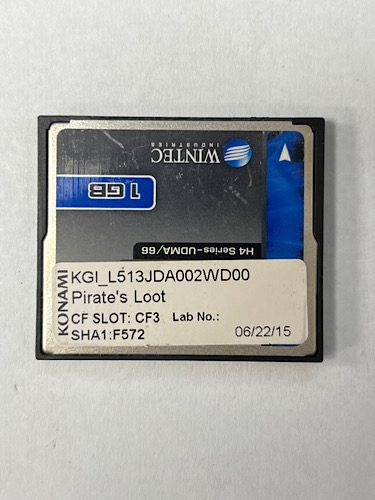 WINTEC
INDUSTRIES
1 GB
H4 Series-UDMA/66
KONAMI
KGI_L513JDA002WD00
Pirate's Loot
CF SLOT: CF3 Lab No.:
SHA1:F572
06/22/15